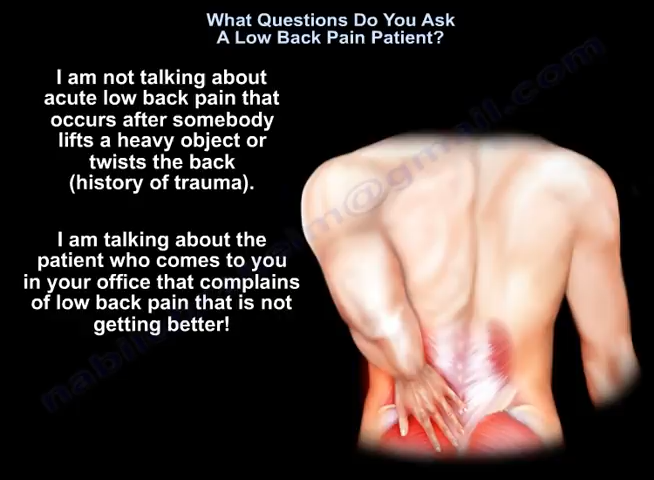 What Questions Do You Ask
A Low Back Pain Patient?
I am not talking about
acute low back pain that
occurs after somebody
lifts a heavy object or
twists the back
(history of trauma).
I am talking about the
patient who comes to you
in your office that complains
of low back pain that is not
getting better!